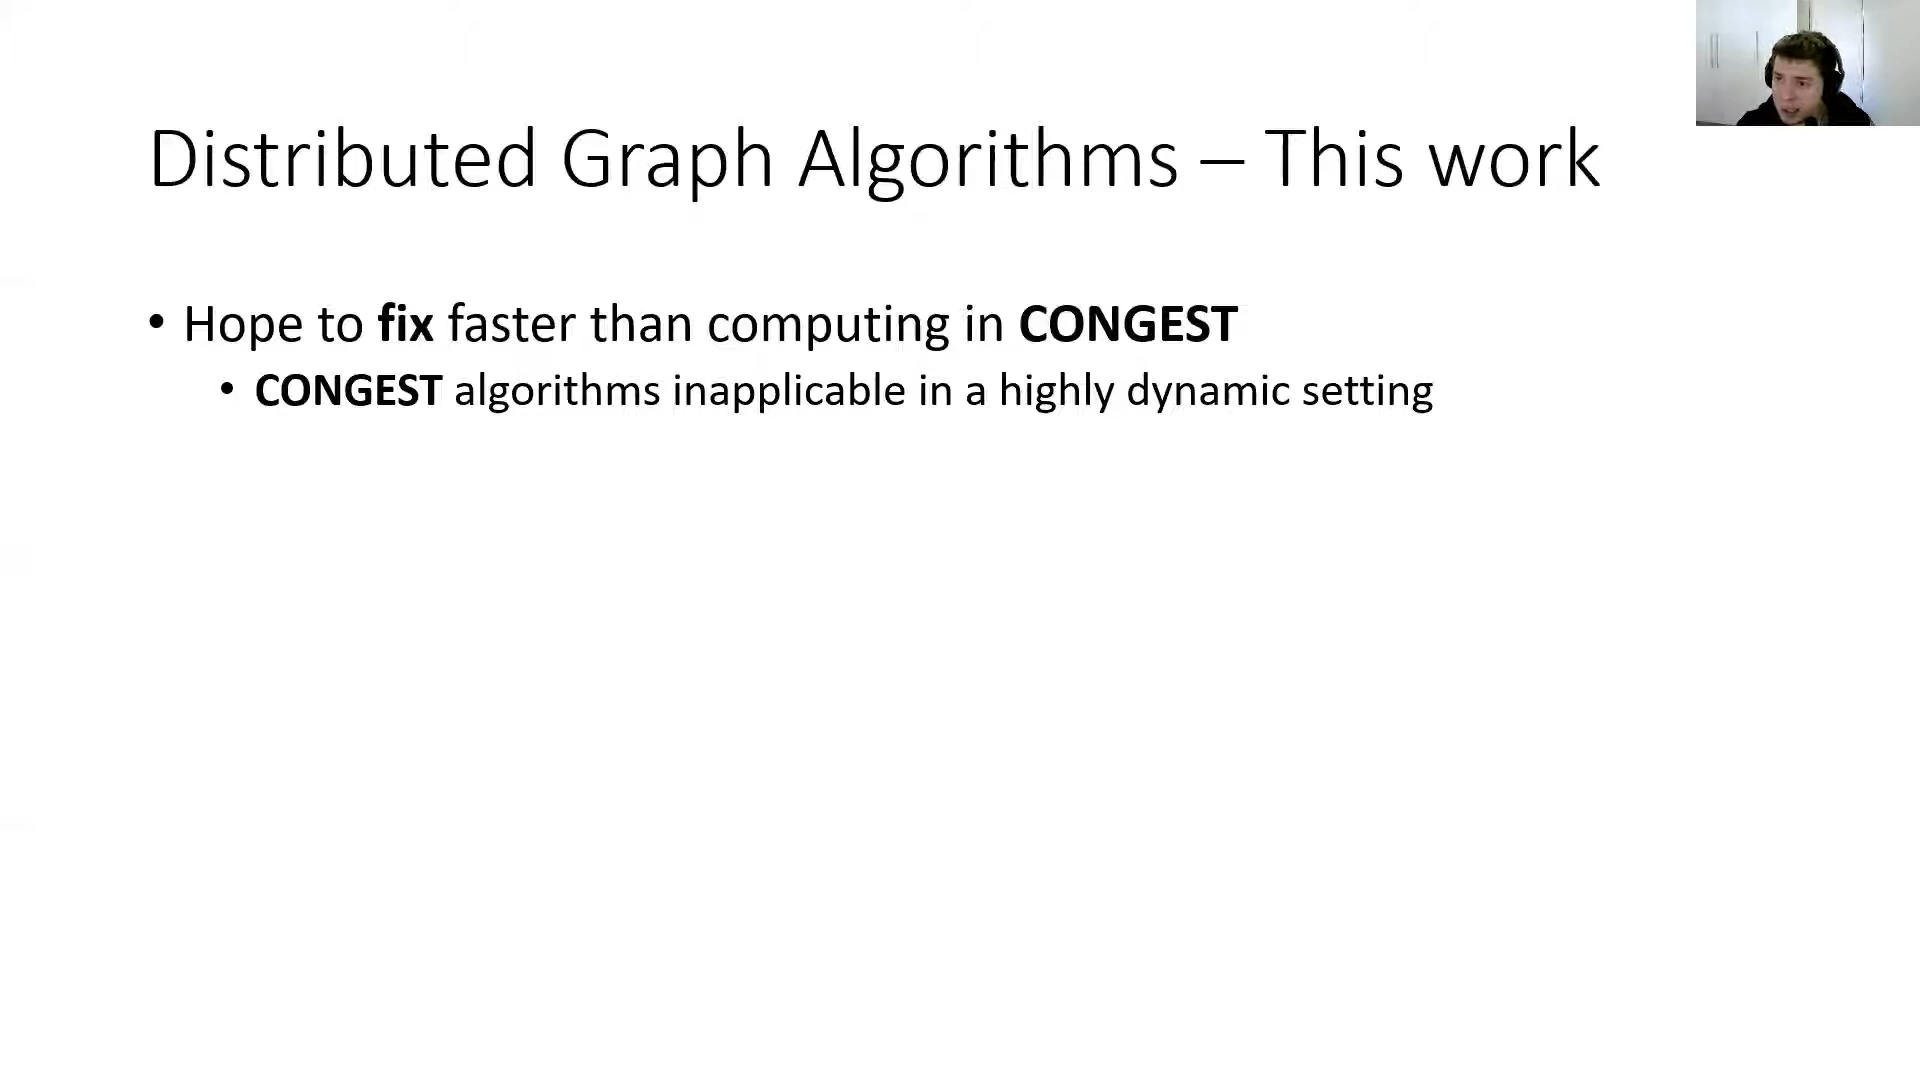 Distributed Graph Algorithms – This work
• Hope to fix faster than computing in CONGEST
• CONGEST algorithms inapplicable in a highly dynamic setting